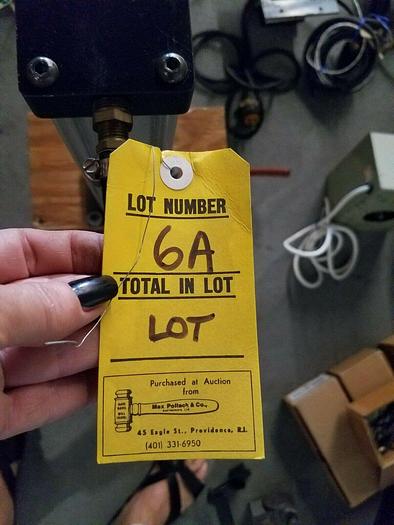 LOT NUMBER
6A
TOTAL IN LOT
LOT
Purchased at Auction
from
Max Pollack & Co.,
45 Eagle St., Providence, R.I.
(401) 331-6950